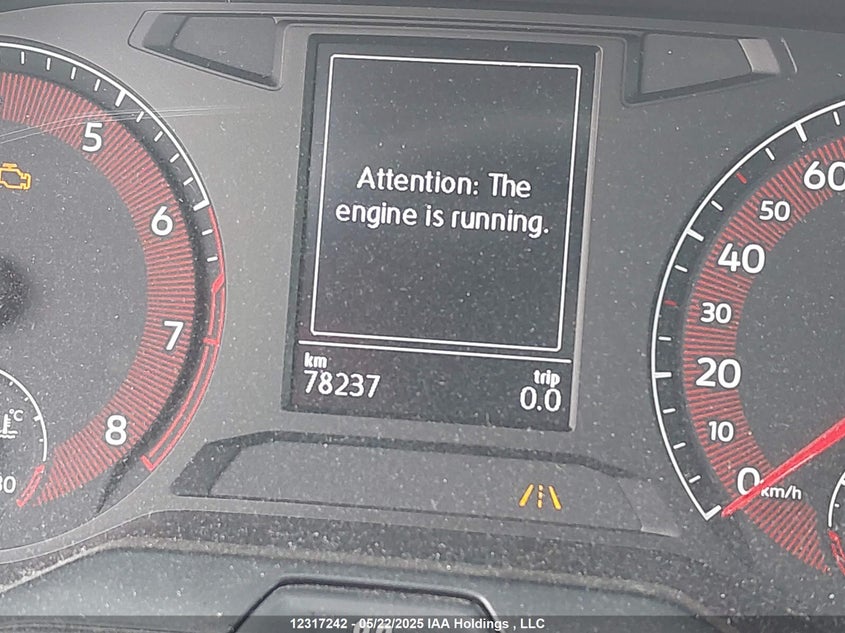 5
6
7
8
°C
Attention: The
engine is running.
km
78237
trip
0.0
60
50
40
30
20
10
0
km/h
12317242 - 05/22/2025 IAA Holdings , LLC